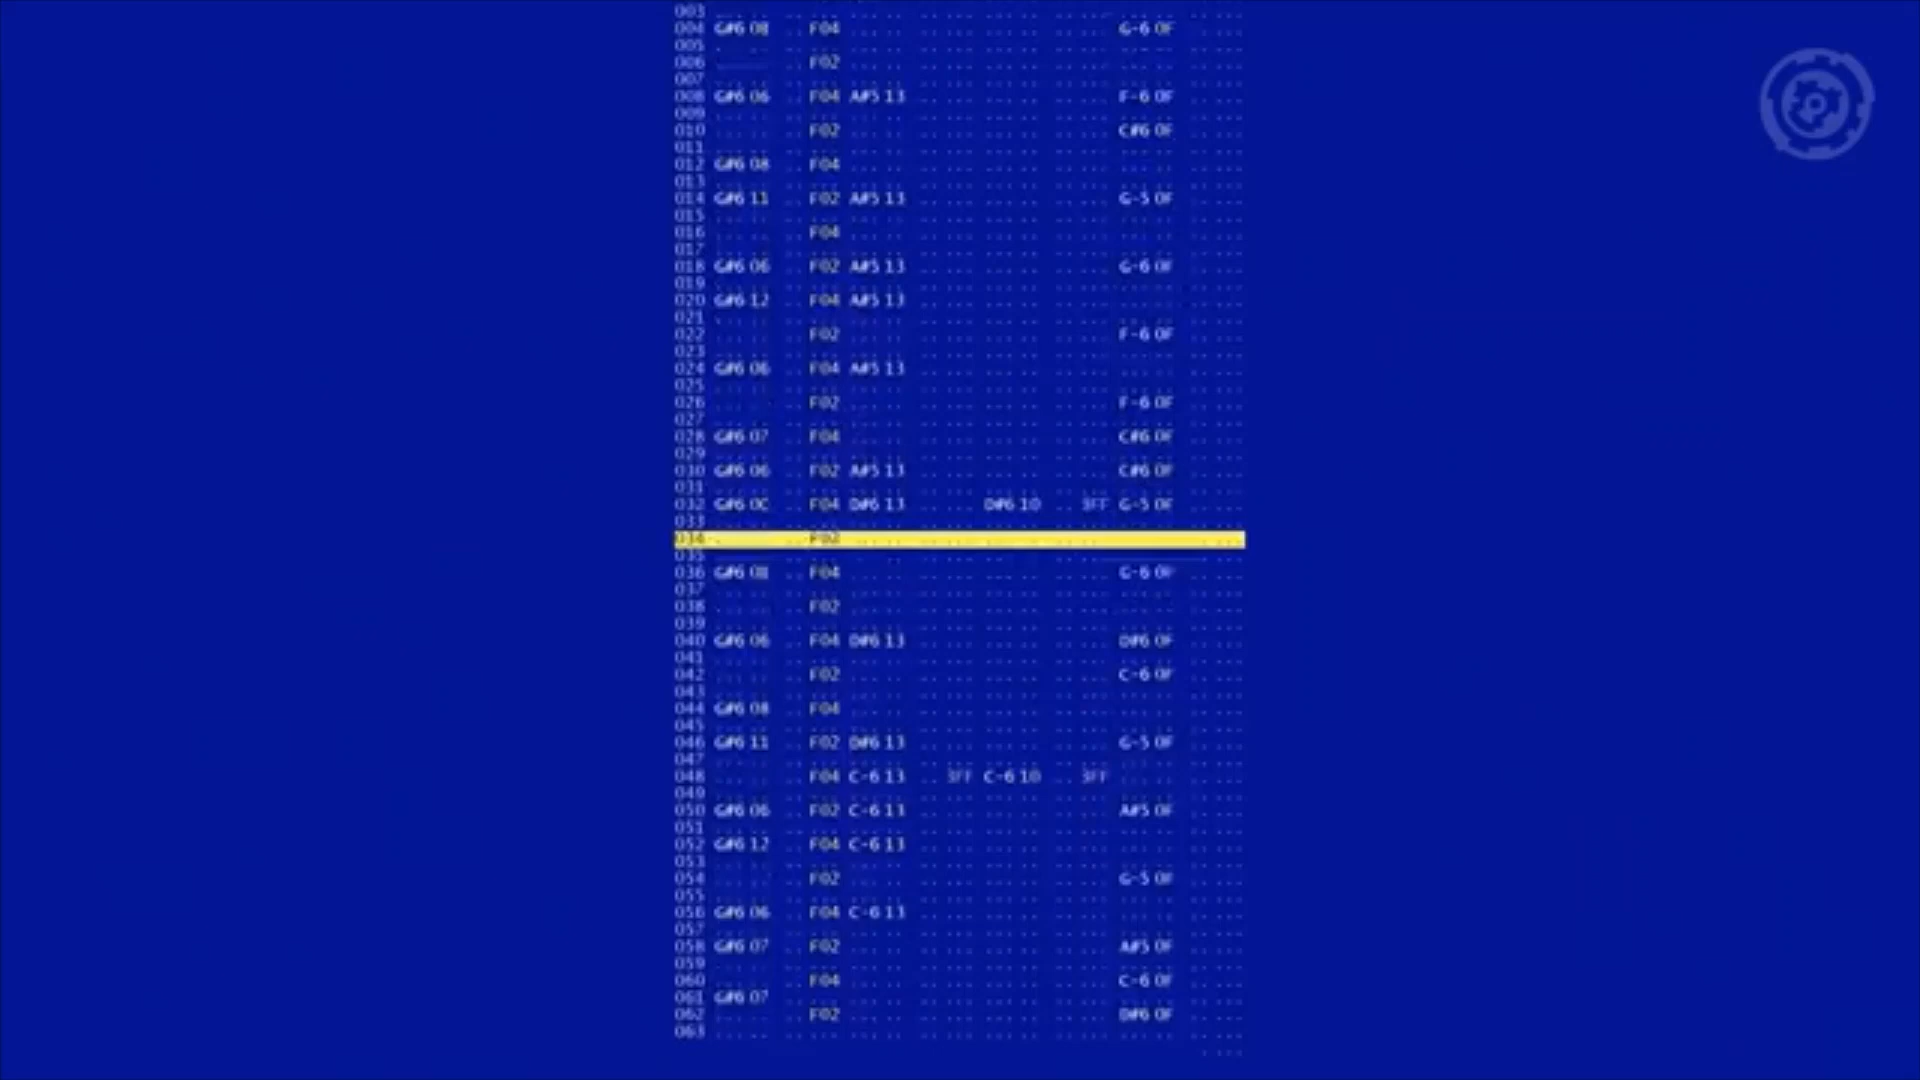 003
004 G#6 08 .. F04 G-6 0F
005
006 F02
007
008 G#6 06 .. F04 A#5 13 F-6 0F
009
010 F02 C#6 0F
011
012 G#6 08 .. F04
013
014 G#6 11 .. F02 A#5 13 G-5 0F
015
016 F04
017
018 G#6 06 .. F02 A#5 13 G-6 0F
019
020 G#6 12 .. F04 A#5 13
021
022 F02 F-6 0F
023
024 G#6 06 .. F04 A#5 13
025
026 F02 F-6 0F
027
028 G#6 07 .. F04 C#6 0F
029
030 G#6 06 .. F02 A#5 13 C#6 0F
031
032 G#6 0C .. F04 D#6 13 D#6 10 .. 3FF G-5 0F
033
034 F02
035
036 G#6 08 .. F04 G-6 0F
037
038 F02
039
040 G#6 06 .. F04 D#6 13 D#6 0F
041
042 F02 C-6 0F
043
044 G#6 08 .. F04
045
046 G#6 11 .. F02 D#6 13 G-5 0F
047
048 F04 C-6 13 .. 3FF C-6 10 .. 3FF
049
050 G#6 06 .. F02 C-6 13 A#5 0F
051
052 G#6 12 .. F04 C-6 13
053
054 F02 G-5 0F
055
056 G#6 06 .. F04 C-6 13
057
058 G#6 07 .. F02 A#5 0F
059
060 F04 C-6 0F
061 G#6 07
062 F02 D#6 0F
063